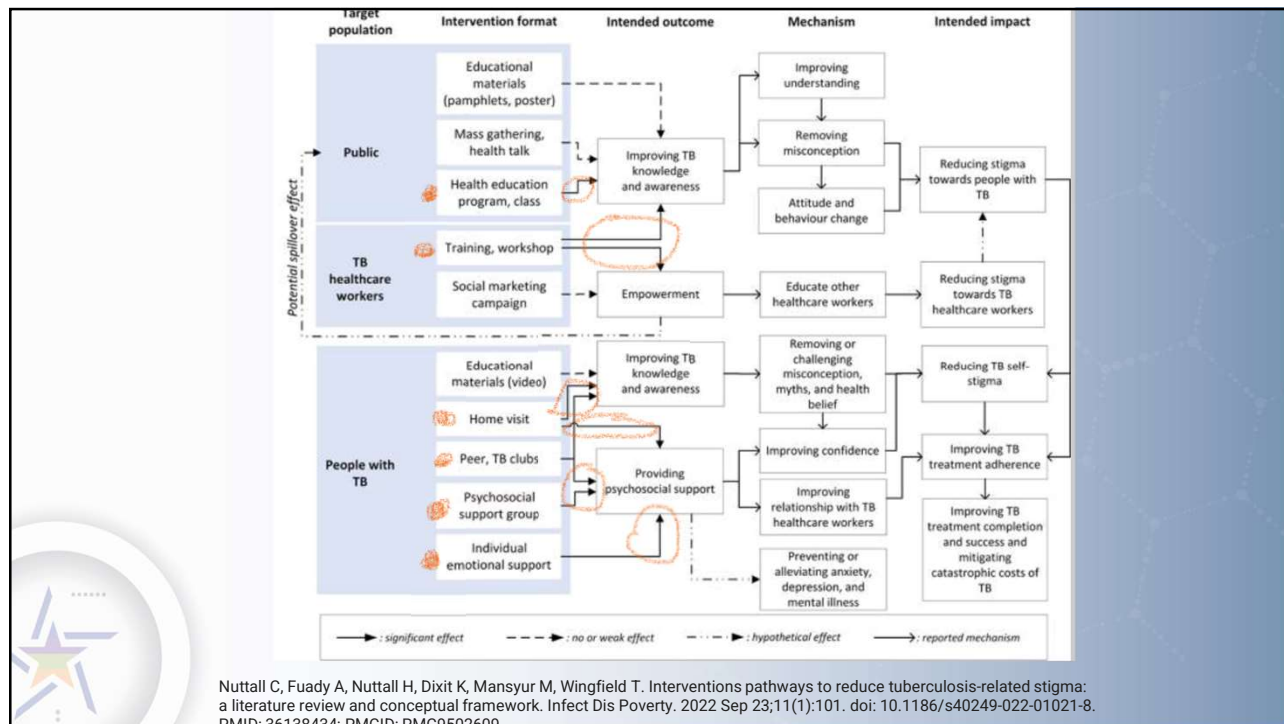 Target
population
Intervention format
Intended outcome
Mechanism
Intended impact
Potential spillover effect
Public
Educational
materials
(pamphlets, poster)
Mass gathering,
health talk
Health education
program, class
Improving TB
knowledge
and awareness
Improving
understanding
Removing
misconception
Attitude and
behaviour change
Reducing stigma
towards people with
TB
TB
healthcare
workers
Training, workshop
Social marketing
campaign
Empowerment
Educate other
healthcare workers
Reducing stigma
towards TB
healthcare workers
People with
TB
Educational
materials (video)
Home visit
Peer, TB clubs
Psychosocial
support group
Individual
emotional support
Improving TB
knowledge
and awareness
Providing
psychosocial support
Removing or
challenging
misconception,
myths, and health
belief
Improving confidence
Improving
relationship with TB
healthcare workers
Preventing or
alleviating anxiety,
depression, and
mental illness
Reducing TB self-
stigma
Improving TB
treatment adherence
Improving TB
treatment completion
and success and
mitigating
catastrophic costs of
TB
: significant effect
: no or weak effect
: hypothetical effect
: reported mechanism
Nuttall C, Fuady A, Nuttall H, Dixit K, Mansyur M, Wingfield T. Interventions pathways to reduce tuberculosis-related stigma:
a literature review and conceptual framework. Infect Dis Poverty. 2022 Sep 23;11(1):101. doi: 10.1186/s40249-022-01021-8.
PMID: 36138434; PMCID: PMC9502609